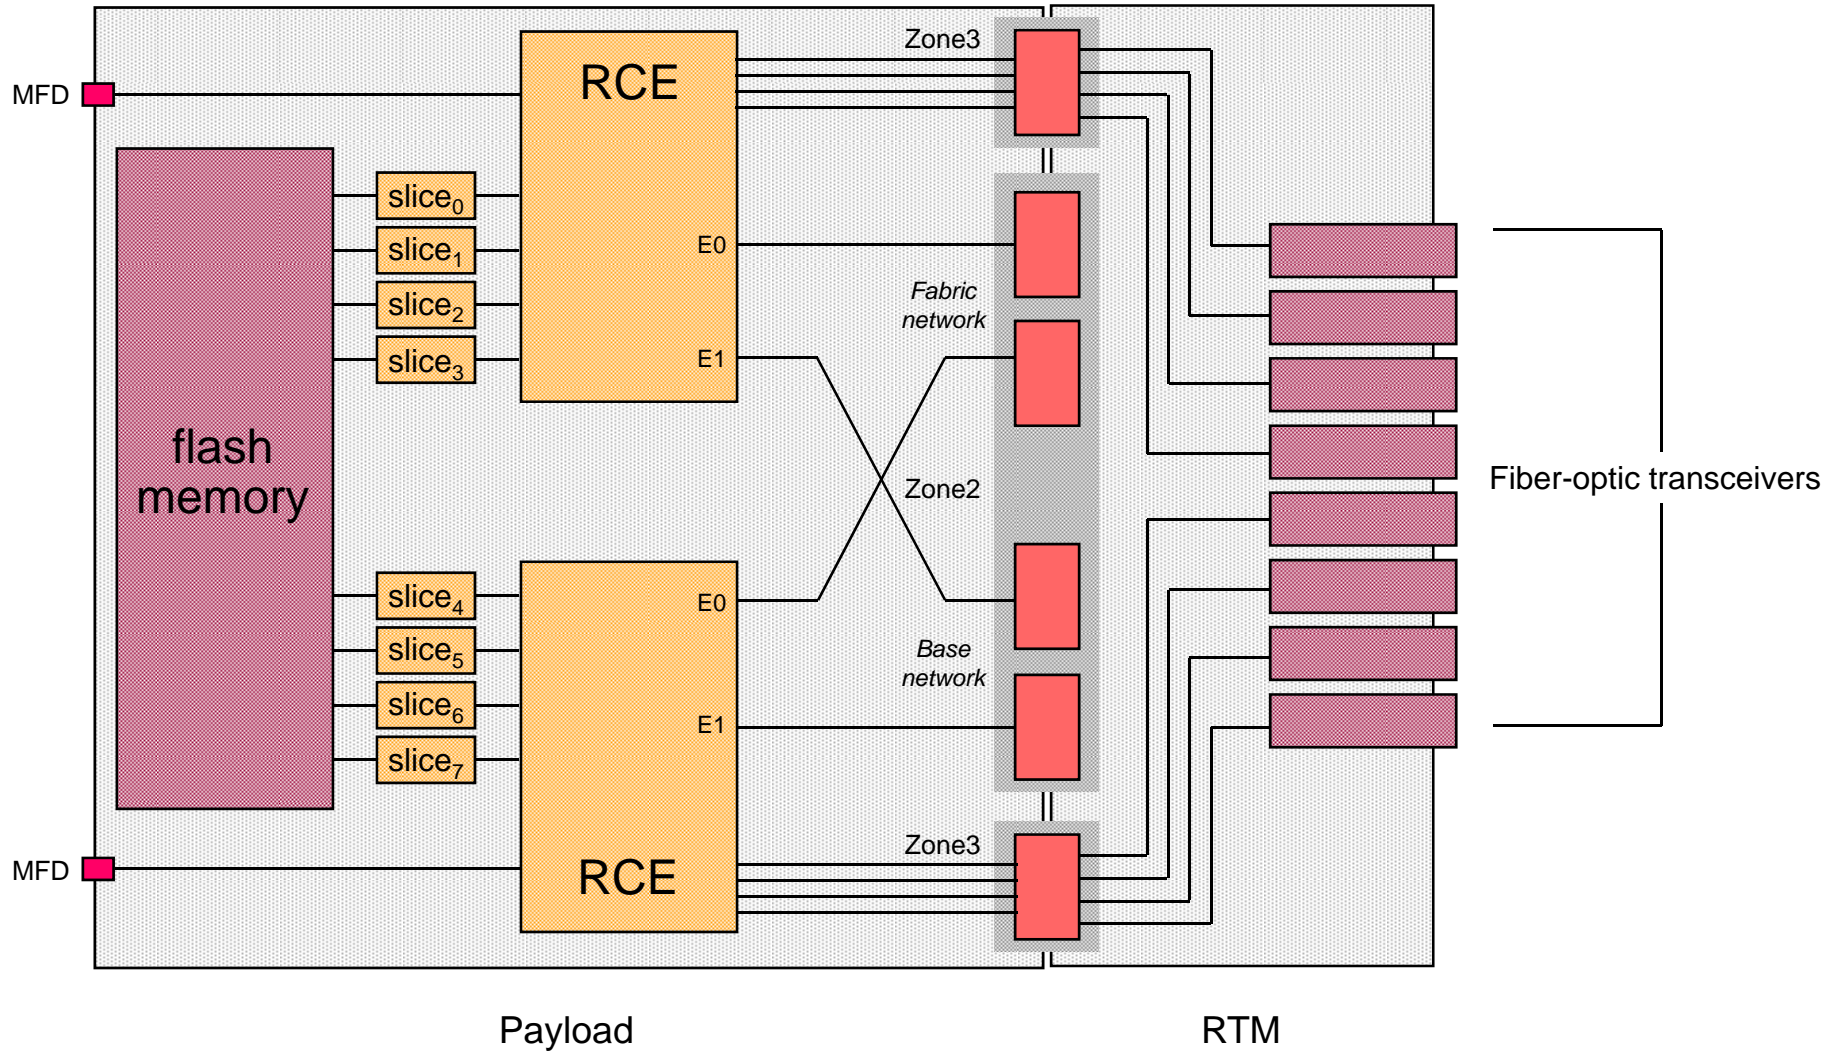 Zone3
RCE
MFD
slice0
slice1
E0
Fabric
network
slice2
slice3
E1
flash
memory
Zone2
Fiber-optic transceivers
slice4
E0
slice5
Base
network
slice6
E1
slice7
Zone3
MFD
RCE
Payload
RTM